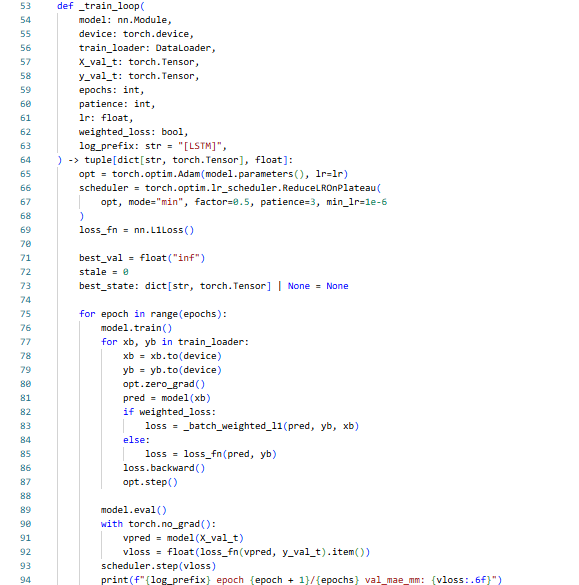 53 def _train_loop(
54     model: nn.Module,
55     device: torch.device,
56     train_loader: DataLoader,
57     X_val_t: torch.Tensor,
58     y_val_t: torch.Tensor,
59     epochs: int,
60     patience: int,
61     lr: float,
62     weighted_loss: bool,
63     log_prefix: str = "[LSTM]",
64 ) -> tuple[dict[str, torch.Tensor], float]:
65     opt = torch.optim.Adam(model.parameters(), lr=lr)
66     scheduler = torch.optim.lr_scheduler.ReduceLROnPlateau(
67         opt, mode="min", factor=0.5, patience=3, min_lr=1e-6
68     )
69     loss_fn = nn.L1Loss()
70
71     best_val = float("inf")
72     stale = 0
73     best_state: dict[str, torch.Tensor] | None = None
74
75     for epoch in range(epochs):
76         model.train()
77         for xb, yb in train_loader:
78             xb = xb.to(device)
79             yb = yb.to(device)
80             opt.zero_grad()
81             pred = model(xb)
82             if weighted_loss:
83                 loss = _batch_weighted_l1(pred, yb, xb)
84             else:
85                 loss = loss_fn(pred, yb)
86             loss.backward()
87             opt.step()
88
89         model.eval()
90         with torch.no_grad():
91             vpred = model(X_val_t)
92             vloss = float(loss_fn(vpred, y_val_t).item())
93         scheduler.step(vloss)
94         print(f"{log_prefix} epoch {epoch + 1}/{epochs} val_mae_mm: {vloss:.6f}")